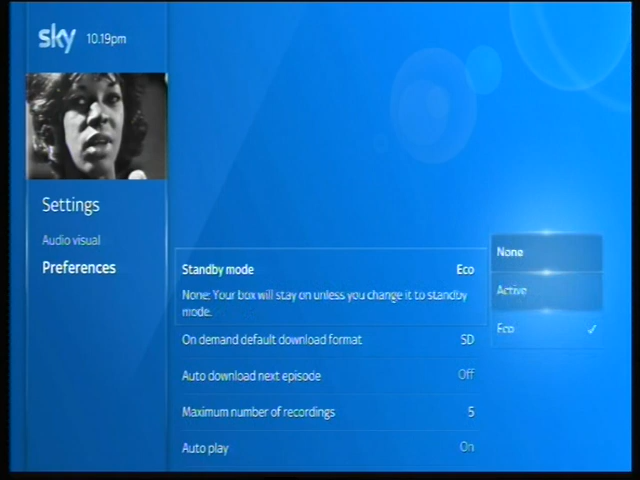 sky 10.19pm
Settings
Audio visual
Preferences
Standby mode Eco
None: Your box will stay on unless you change it to standby
mode.
On demand default download format SD
Auto download next episode Off
Maximum number of recordings 5
Auto play On
None
Active
Eco ✓